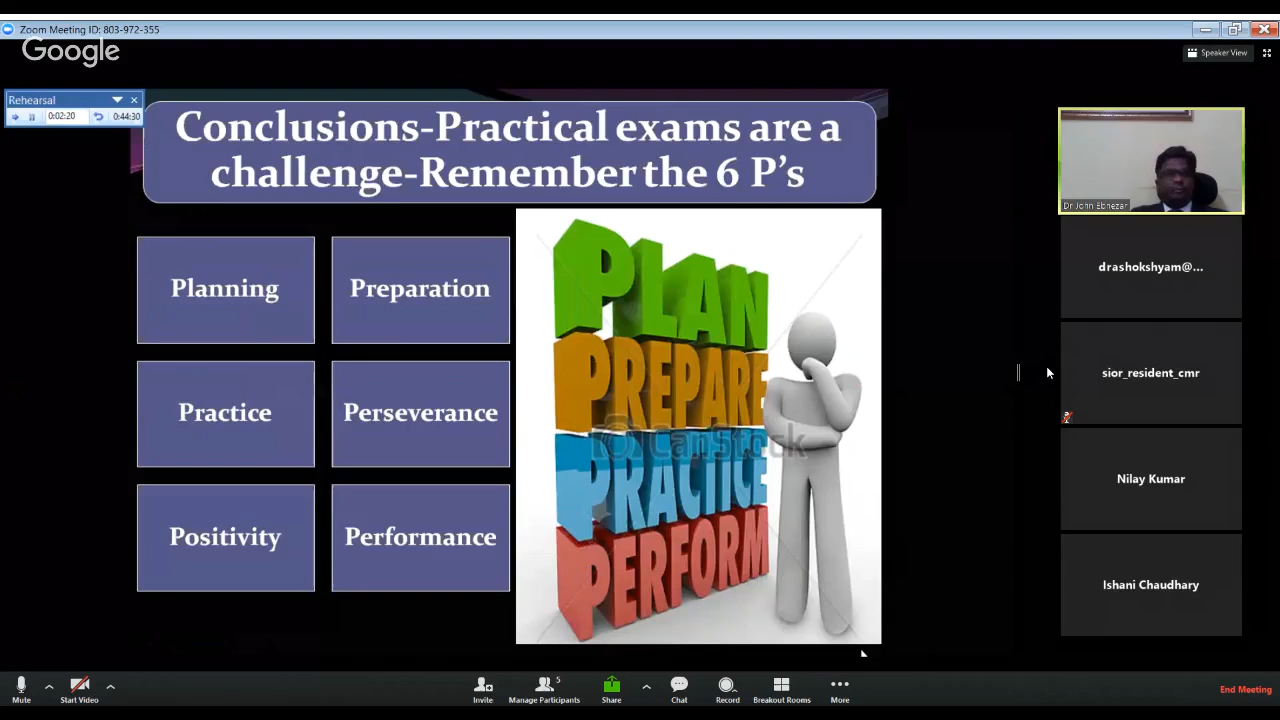 Zoom Meeting ID: 803-972-355
Google
Speaker View
Rehearsal
0:02:20
0:44:30
Conclusions-Practical exams are a
challenge-Remember the 6 P's
Planning
Preparation
Practice
Perseverance
Positivity
Performance
PLAN
PREPARE
PRACTICE
PERFORM
CanStock
Dr John Ebnezar
drashokshyam@...
sior_resident_cmr
Nilay Kumar
Ishani Chaudhary
Mute
Start Video
Invite
5
Manage Participants
Share
Chat
Record
Breakout Rooms
More
End Meeting